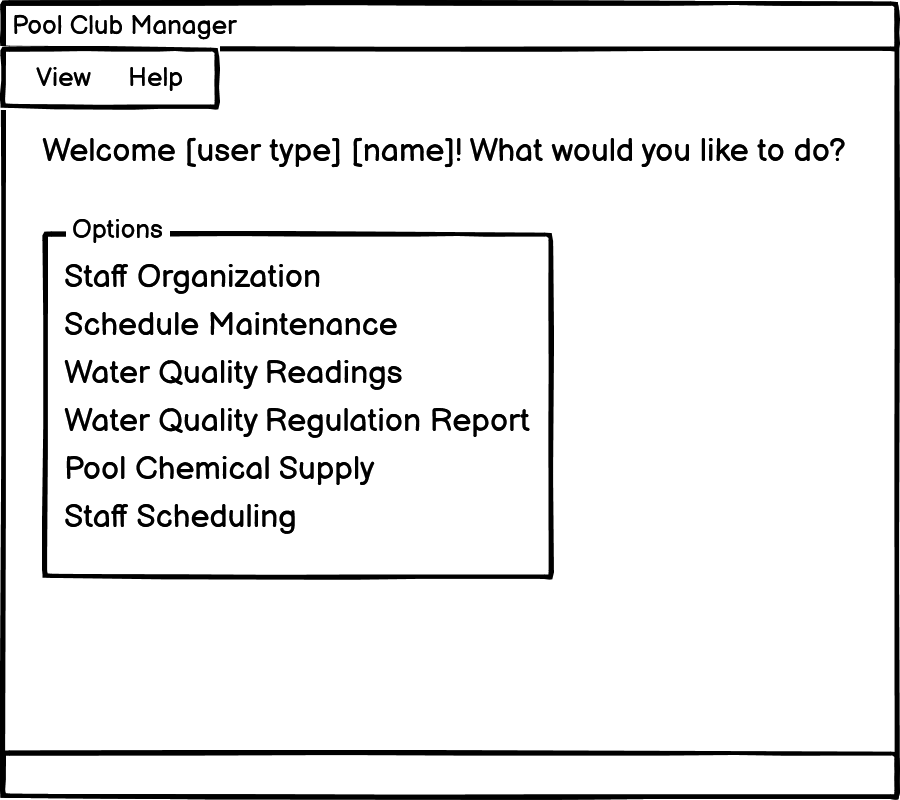 Pool Club Manager
View Help
Welcome [user type] [name]! What would you like to do?
Options
Staff Organization
Schedule Maintenance
Water Quality Readings
Water Quality Regulation Report
Pool Chemical Supply
Staff Scheduling